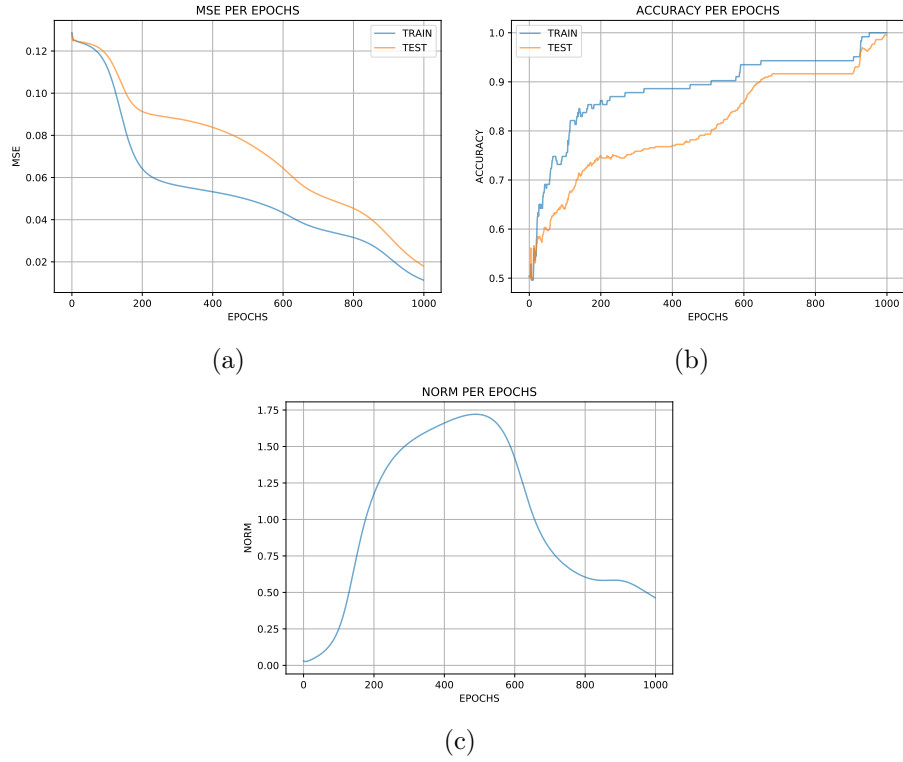 MSE PER EPOCHS
TRAIN
TEST
0.12
0.10
0.08
0.06
0.04
0.02
MSE
0 200 400 600 800 1000
EPOCHS
(a)
ACCURACY PER EPOCHS
TRAIN
TEST
1.0
0.9
0.8
0.7
0.6
0.5
ACCURACY
0 200 400 600 800 1000
EPOCHS
(b)
NORM PER EPOCHS
1.75
1.50
1.25
1.00
0.75
0.50
0.25
0.00
NORM
0 200 400 600 800 1000
EPOCHS
(c)